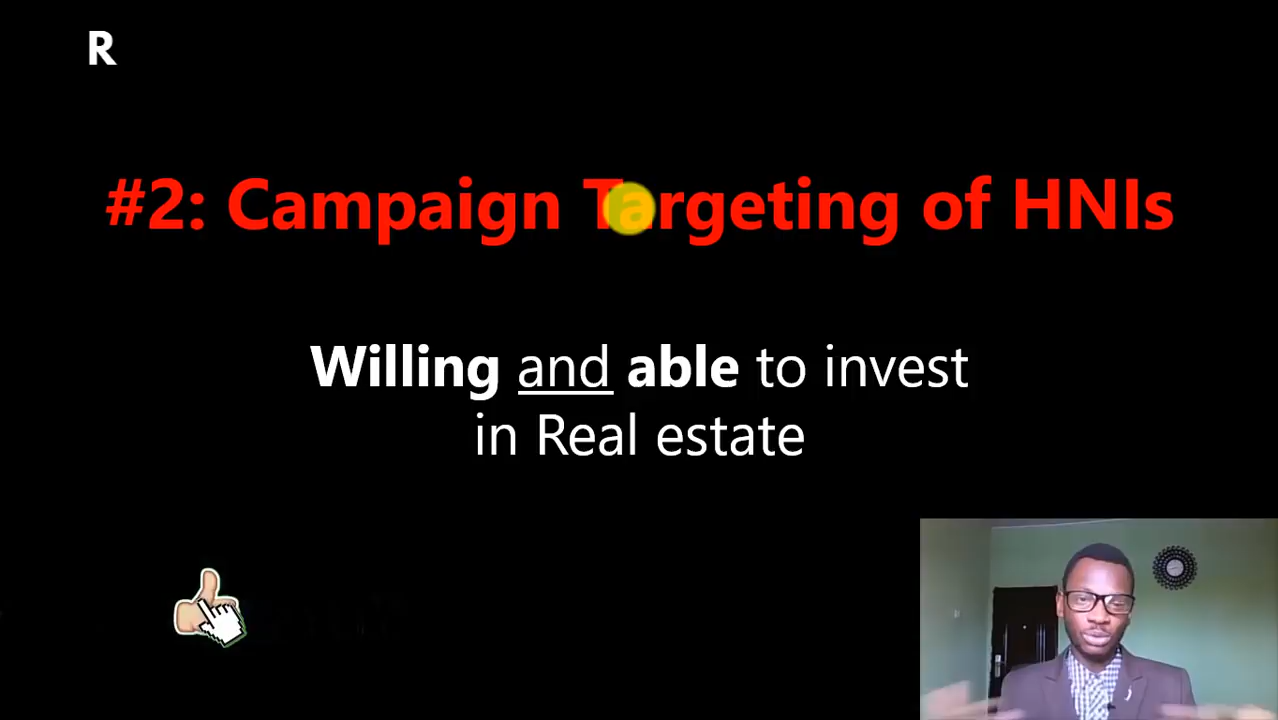 R
#2: Campaign Targeting of HNIs
Willing and able to invest
in Real estate